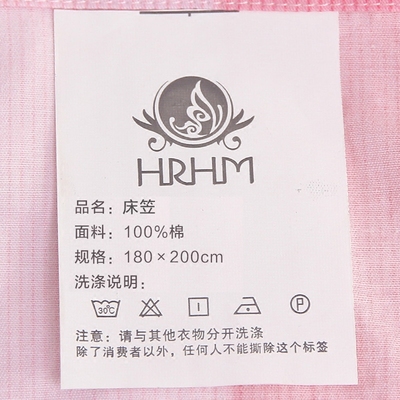 HRHM
品名：床笠
面料：100%棉
规格：180×200cm
洗涤说明：
30℃ P
注意：请与其他衣物分开洗涤
除了消费者以外，任何人不能撕除这个标签